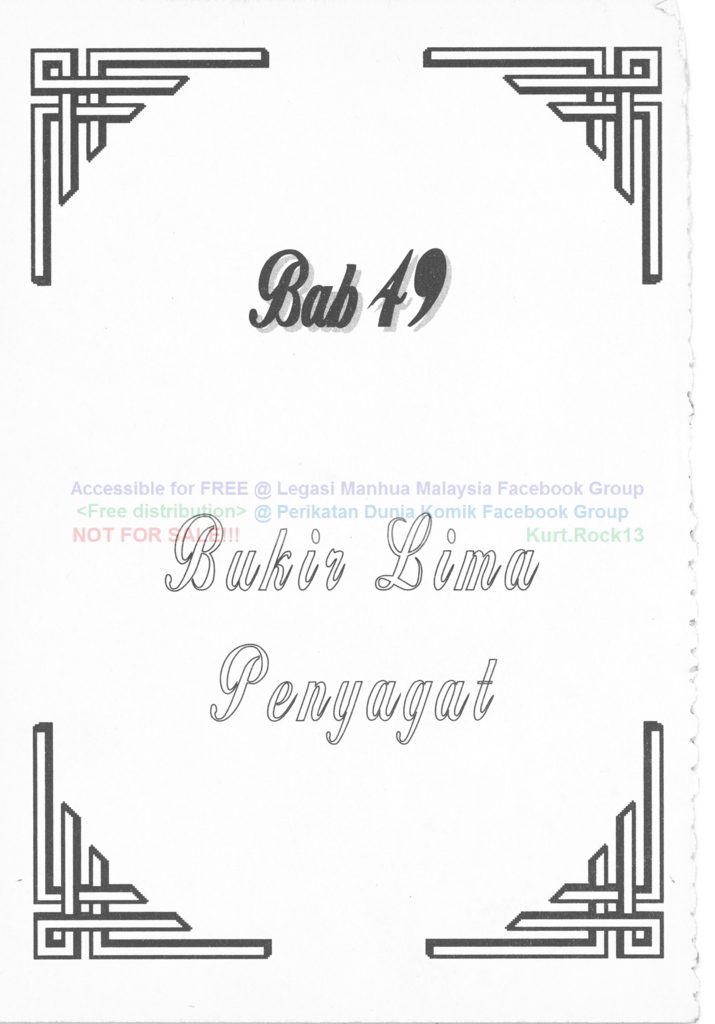 Bab 49
Accessible for FREE @ Legasi Manhua Malaysia Facebook Group
<Free distribution> @ Perikatan Dunia Komik Facebook Group
NOT FOR SALE!!! Kurt.Rock13
Bukir Lima
Penyagat